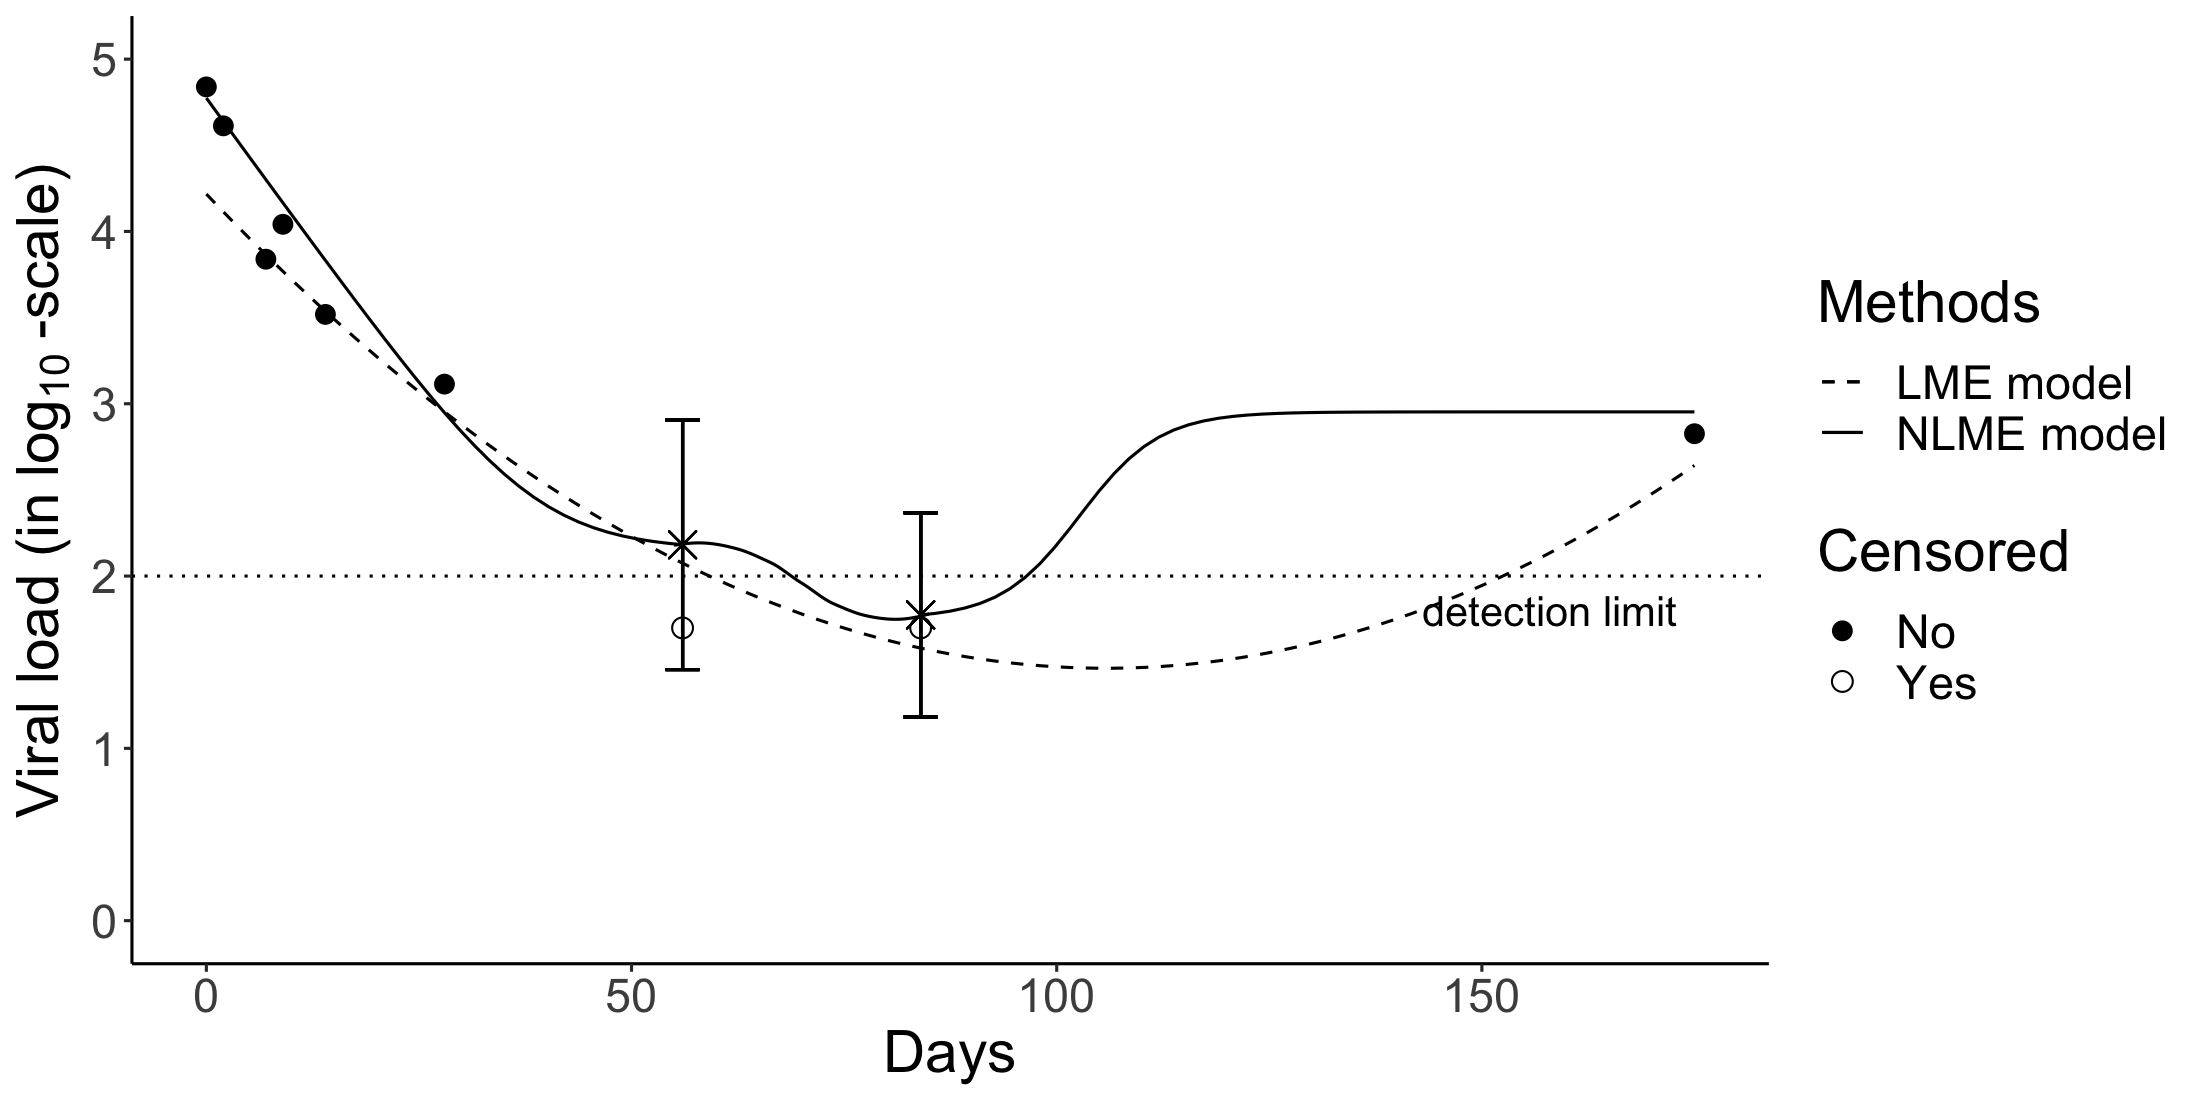 Viral load (in log10 -scale)
5
4
3
2
1
0
0 50 100 150
Days
detection limit
Methods
LME model
NLME model
Censored
No
Yes